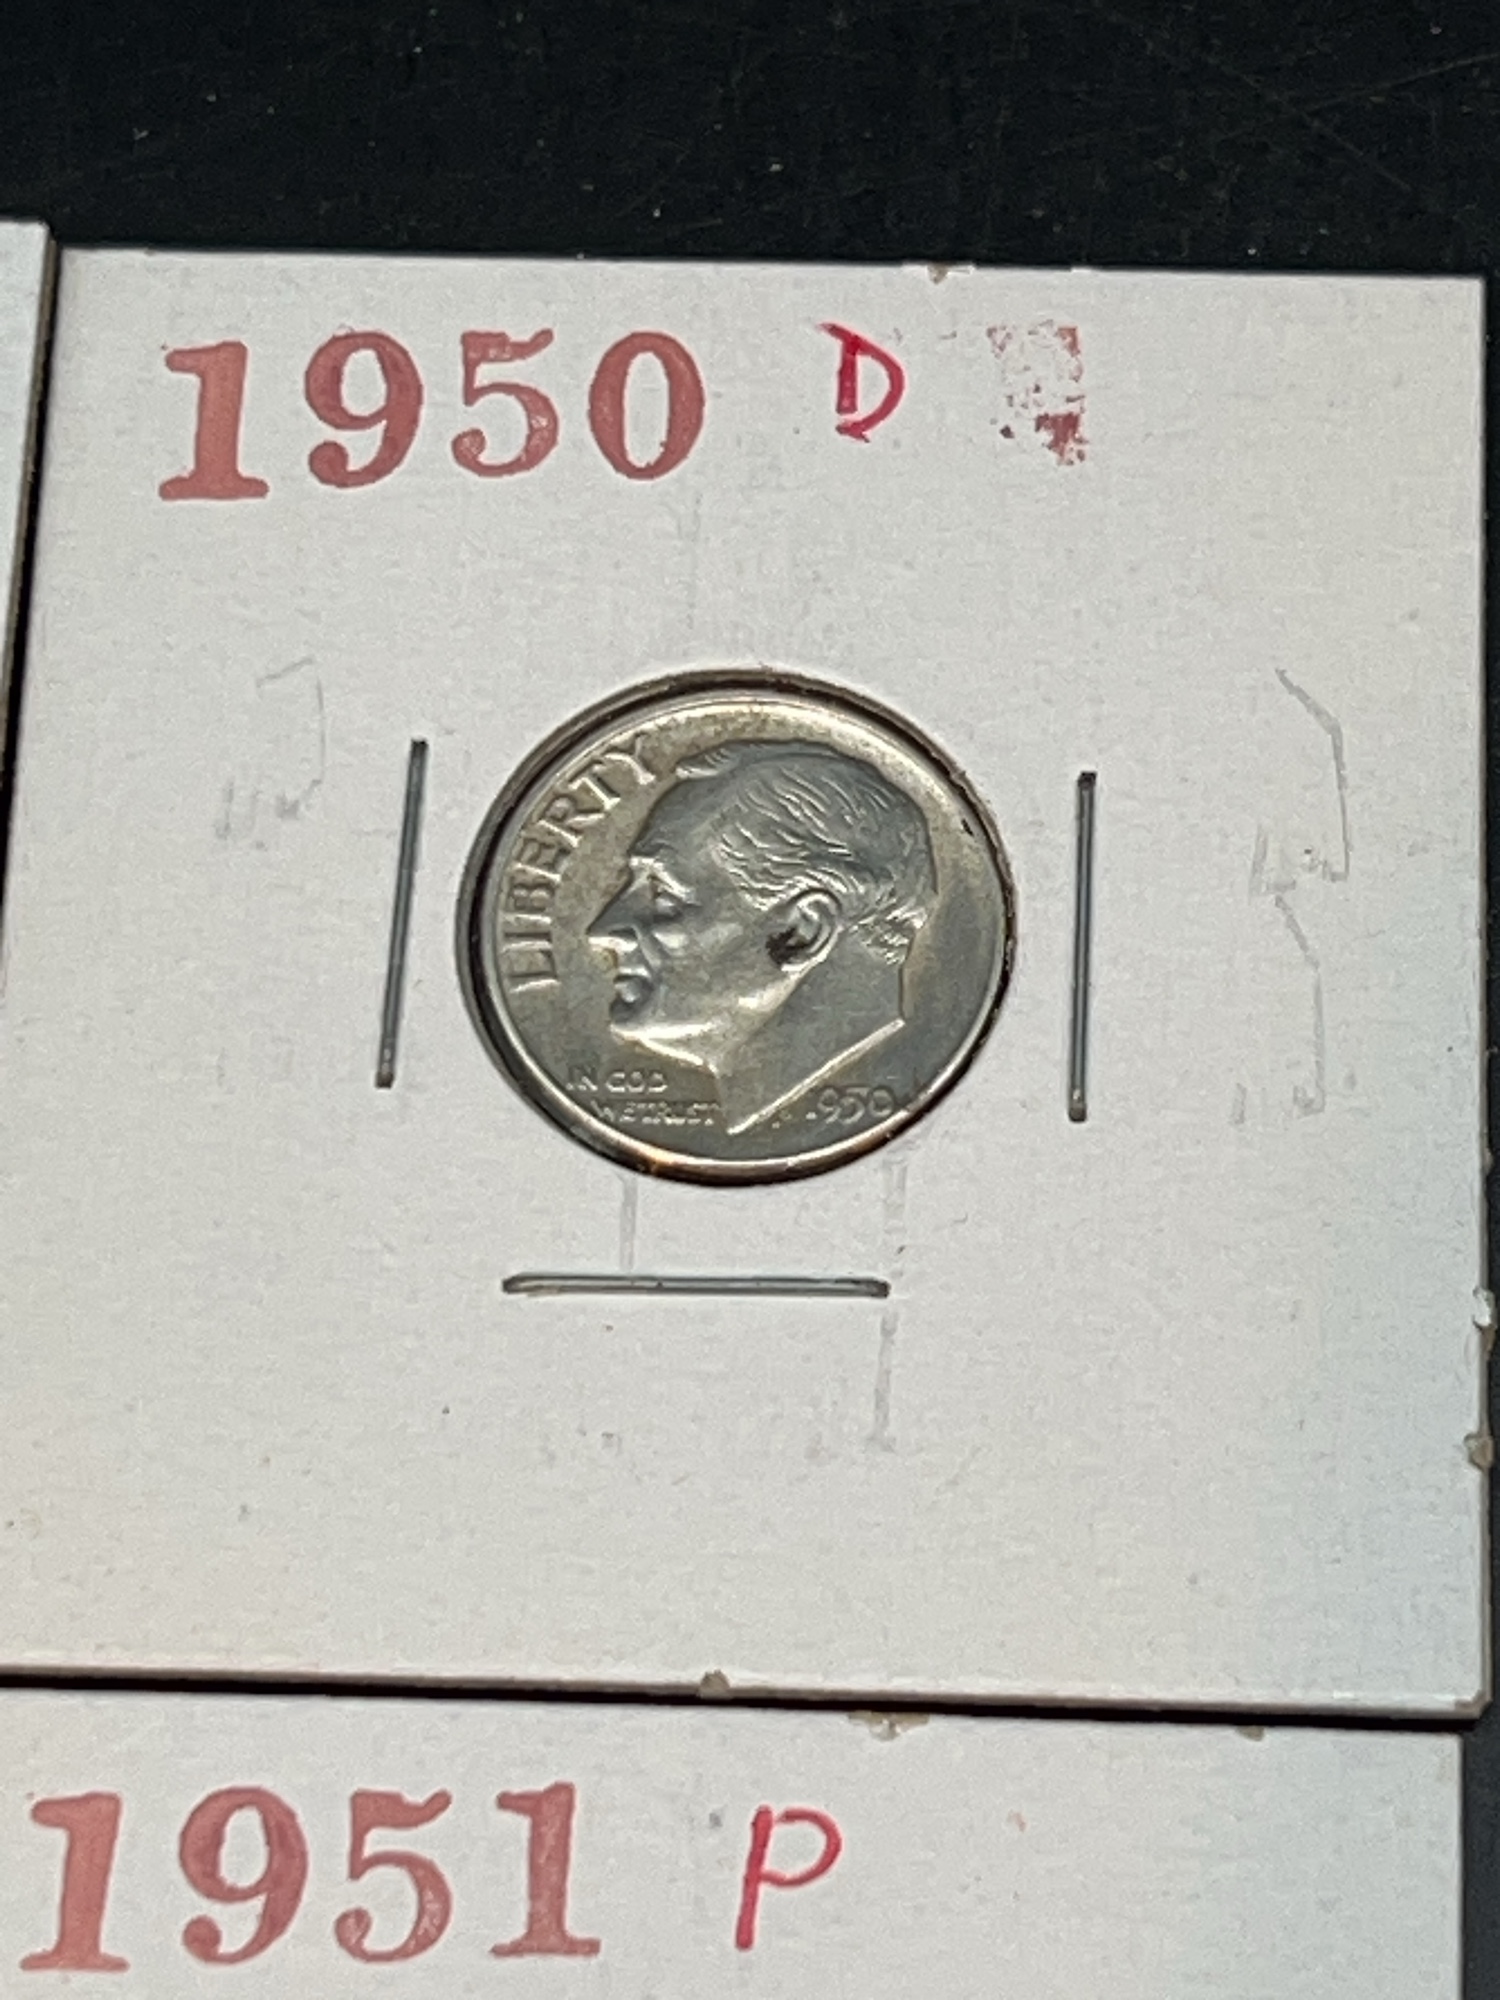 1950 D
LIBERTY
IN GOD
WE TRUST
1950
1951 P